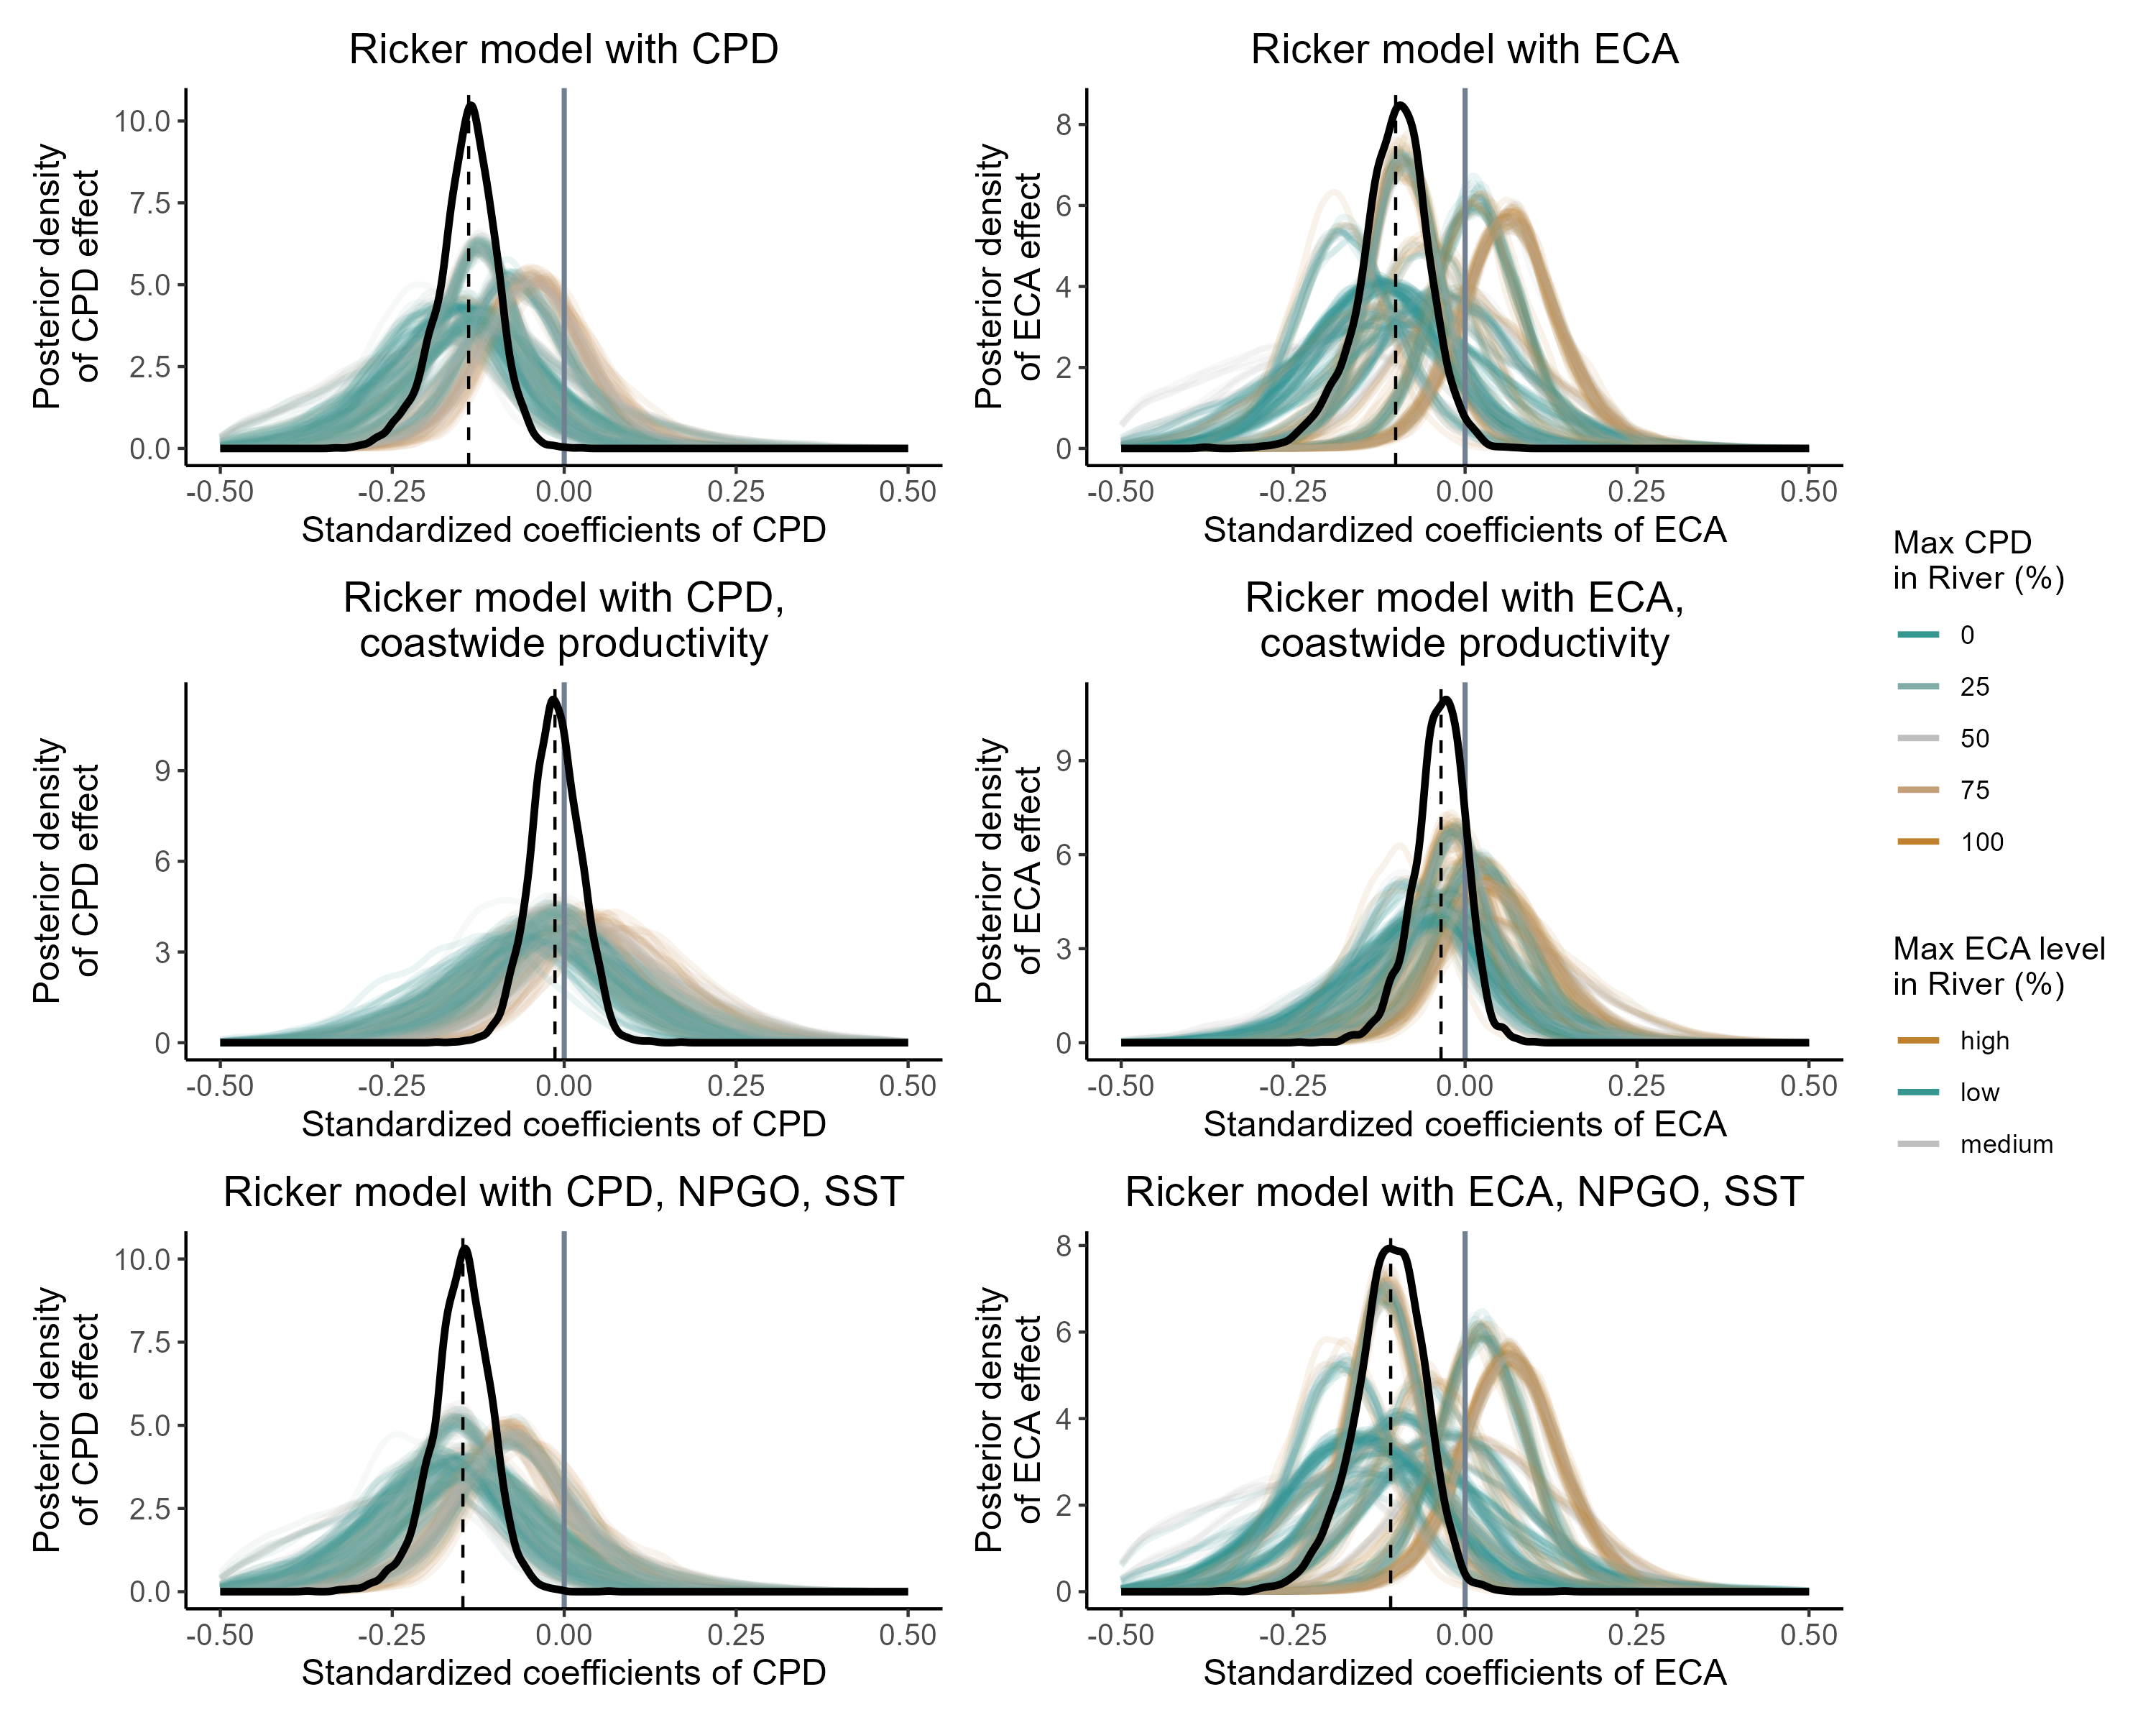 Ricker model with CPD
Posterior density
of CPD effect
10.0
7.5
5.0
2.5
0.0
-0.50 -0.25 0.00 0.25 0.50
Standardized coefficients of CPD
Ricker model with ECA
Posterior density
of ECA effect
8
6
4
2
0
-0.50 -0.25 0.00 0.25 0.50
Standardized coefficients of ECA
Ricker model with CPD,
coastwide productivity
Posterior density
of CPD effect
9
6
3
0
-0.50 -0.25 0.00 0.25 0.50
Standardized coefficients of CPD
Ricker model with ECA,
coastwide productivity
Posterior density
of ECA effect
9
6
3
0
-0.50 -0.25 0.00 0.25 0.50
Standardized coefficients of ECA
Ricker model with CPD, NPGO, SST
Posterior density
of CPD effect
10.0
7.5
5.0
2.5
0.0
-0.50 -0.25 0.00 0.25 0.50
Standardized coefficients of CPD
Ricker model with ECA, NPGO, SST
Posterior density
of ECA effect
8
6
4
2
0
-0.50 -0.25 0.00 0.25 0.50
Standardized coefficients of ECA
Max CPD
in River (%)
0
25
50
75
100
Max ECA level
in River (%)
high
low
medium